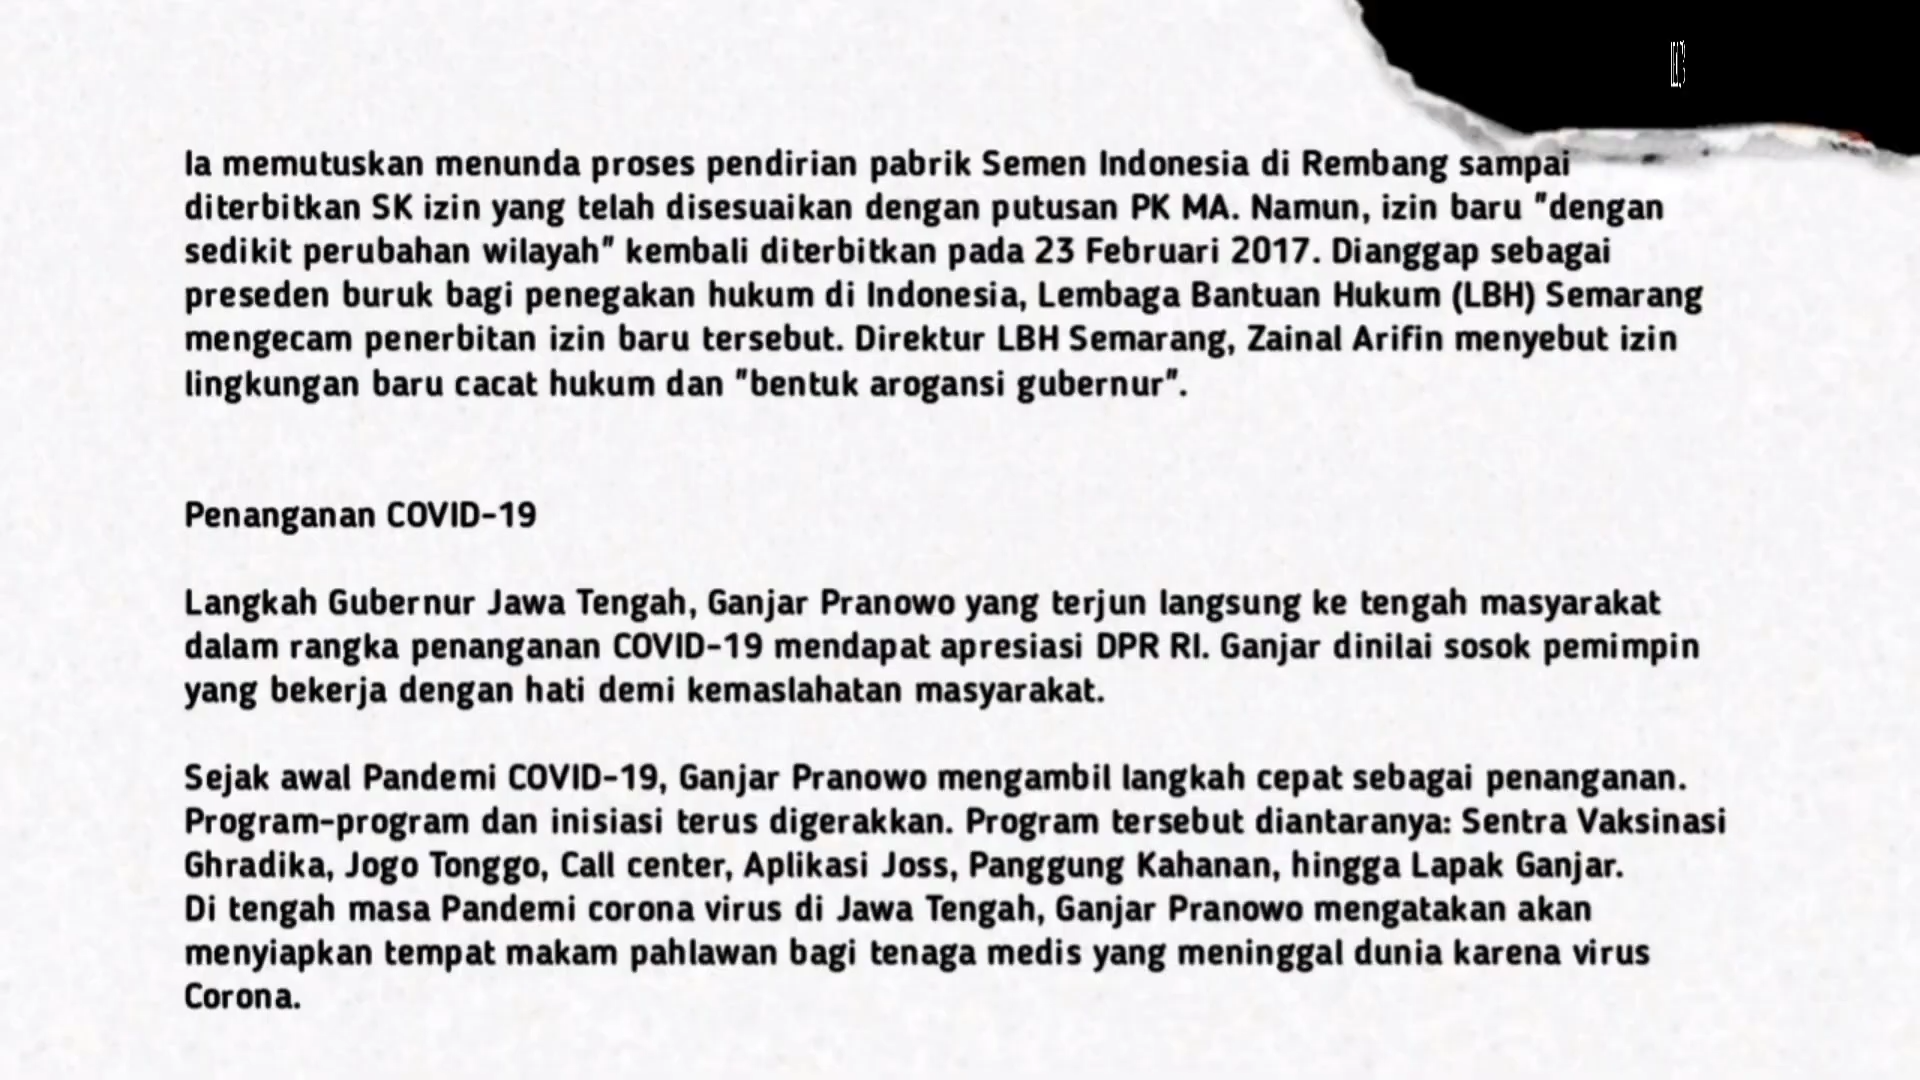 Ia memutuskan menunda proses pendirian pabrik Semen Indonesia di Rembang sampai
diterbitkan SK izin yang telah disesuaikan dengan putusan PK MA. Namun, izin baru "dengan
sedikit perubahan wilayah" kembali diterbitkan pada 23 Februari 2017. Dianggap sebagai
preseden buruk bagi penegakan hukum di Indonesia, Lembaga Bantuan Hukum (LBH) Semarang
mengecam penerbitan izin baru tersebut. Direktur LBH Semarang, Zainal Arifin menyebut izin
lingkungan baru cacat hukum dan "bentuk arogansi gubernur".
Penanganan COVID-19
Langkah Gubernur Jawa Tengah, Ganjar Pranowo yang terjun langsung ke tengah masyarakat
dalam rangka penanganan COVID-19 mendapat apresiasi DPR RI. Ganjar dinilai sosok pemimpin
yang bekerja dengan hati demi kemaslahatan masyarakat.
Sejak awal Pandemi COVID-19, Ganjar Pranowo mengambil langkah cepat sebagai penanganan.
Program-program dan inisiasi terus digerakkan. Program tersebut diantaranya: Sentra Vaksinasi
Ghradika, Jogo Tonggo, Call center, Aplikasi Joss, Panggung Kahanan, hingga Lapak Ganjar.
Di tengah masa Pandemi corona virus di Jawa Tengah, Ganjar Pranowo mengatakan akan
menyiapkan tempat makam pahlawan bagi tenaga medis yang meninggal dunia karena virus
Corona.